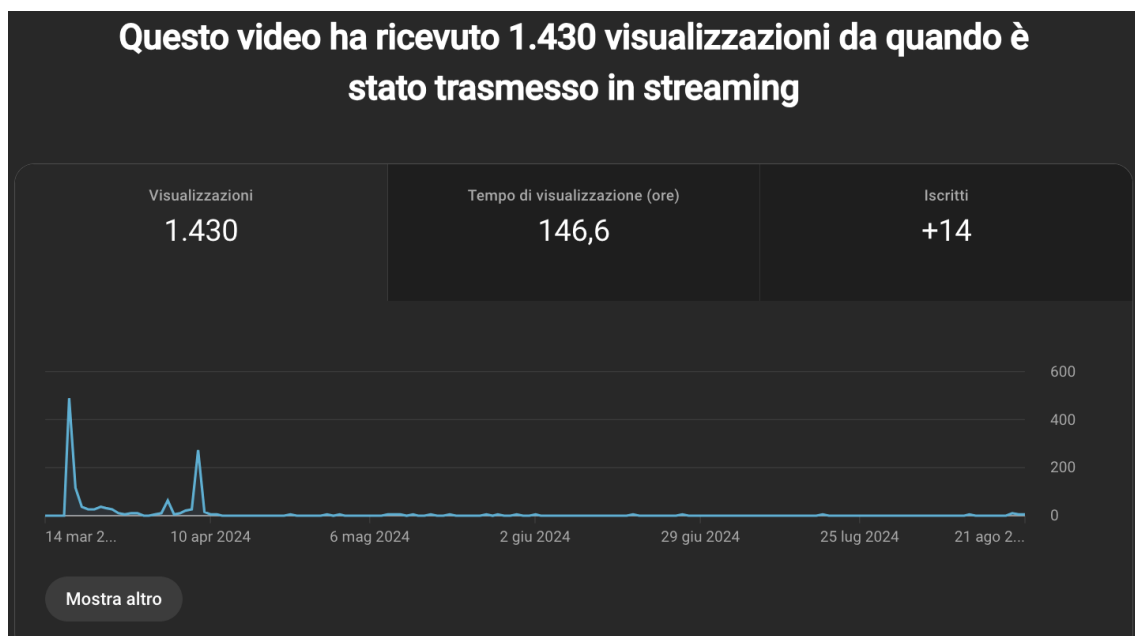 Questo video ha ricevuto 1.430 visualizzazioni da quando è
stato trasmesso in streaming
Visualizzazioni
1.430
Tempo di visualizzazione (ore)
146,6
Iscritti
+14
600
400
200
0
14 mar 2...
10 apr 2024
6 mag 2024
2 giu 2024
29 giu 2024
25 lug 2024
21 ago 2...
Mostra altro